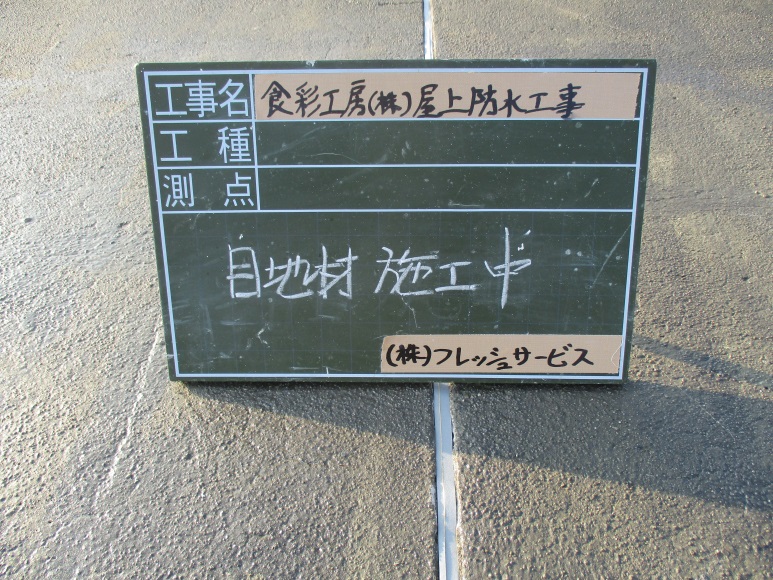 工事名 食彩工房(株)屋上防水工事
工種
測点
目地材 施工中
(株)フレッシュサービス